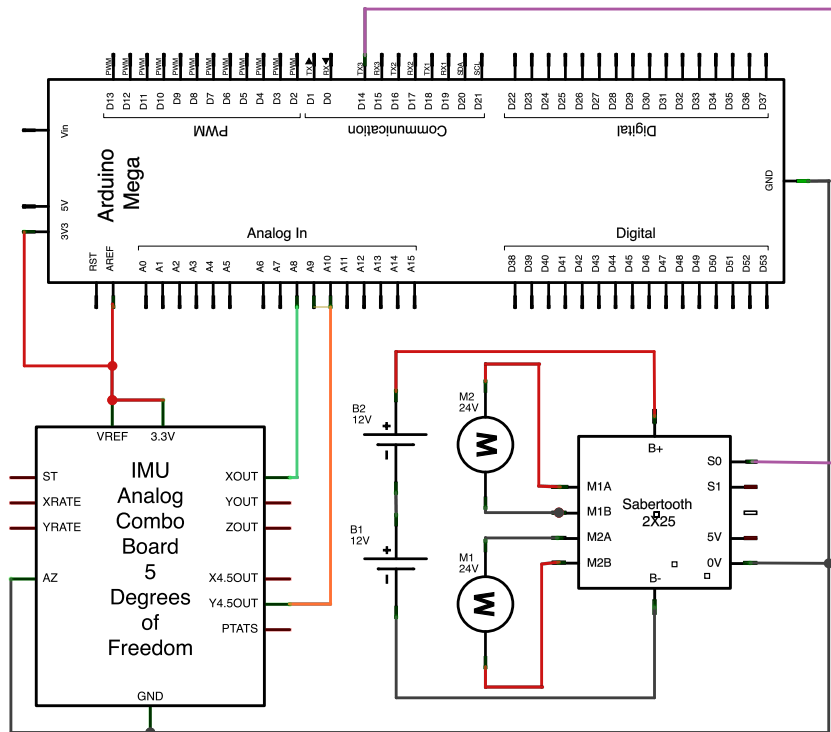 PWM
PWM
PWM
PWM
PWM
PWM
PWM
PWM
PWM
PWM
PWM
PWM
TX
RX
TX3
RX3
TX2
RX2
TX1
RX1
SDA
SCL
D13
D12
D11
D10
D9
D8
D7
D6
D5
D4
D3
D2
D1
D0
D14
D15
D16
D17
D18
D19
D20
D21
D22
D23
D24
D25
D26
D27
D28
D29
D30
D31
D32
D33
D34
D35
D36
D37
PWM
Communication
Digital
Vin
5V
3V3
Arduino
Mega
GND
Analog In
Digital
RST
AREF
A0
A1
A2
A3
A4
A5
A6
A7
A8
A9
A10
A11
A12
A13
A14
A15
D38
D39
D40
D41
D42
D43
D44
D45
D46
D47
D48
D49
D50
D51
D52
D53
VREF
3.3V
IMU
Analog
Combo
Board
5
Degrees
of
Freedom
ST
XRATE
YRATE
AZ
XOUT
YOUT
ZOUT
X4.5OUT
Y4.5OUT
PTATS
GND
B2
12V
+
-
B1
12V
+
-
M2
24V
M
M1
24V
M
B+
M1A
M1B
M2A
M2B
Sabertooth
2X25
S0
S1
5V
0V
B-